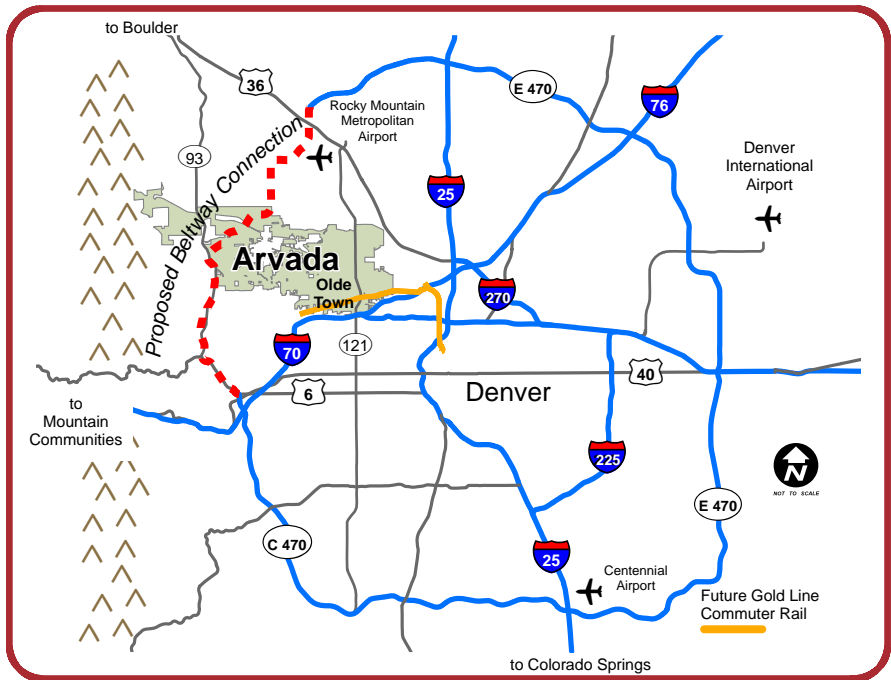 to Boulder
36
E 470
76
Rocky Mountain
Metropolitan
Airport
Denver
International
Airport
93
25
Proposed Beltway Connection
Arvada
Olde
Town
270
70
121
40
6
Denver
to
Mountain
Communities
225
N
NOT TO SCALE
E 470
C 470
25
Centennial
Airport
Future Gold Line
Commuter Rail
to Colorado Springs